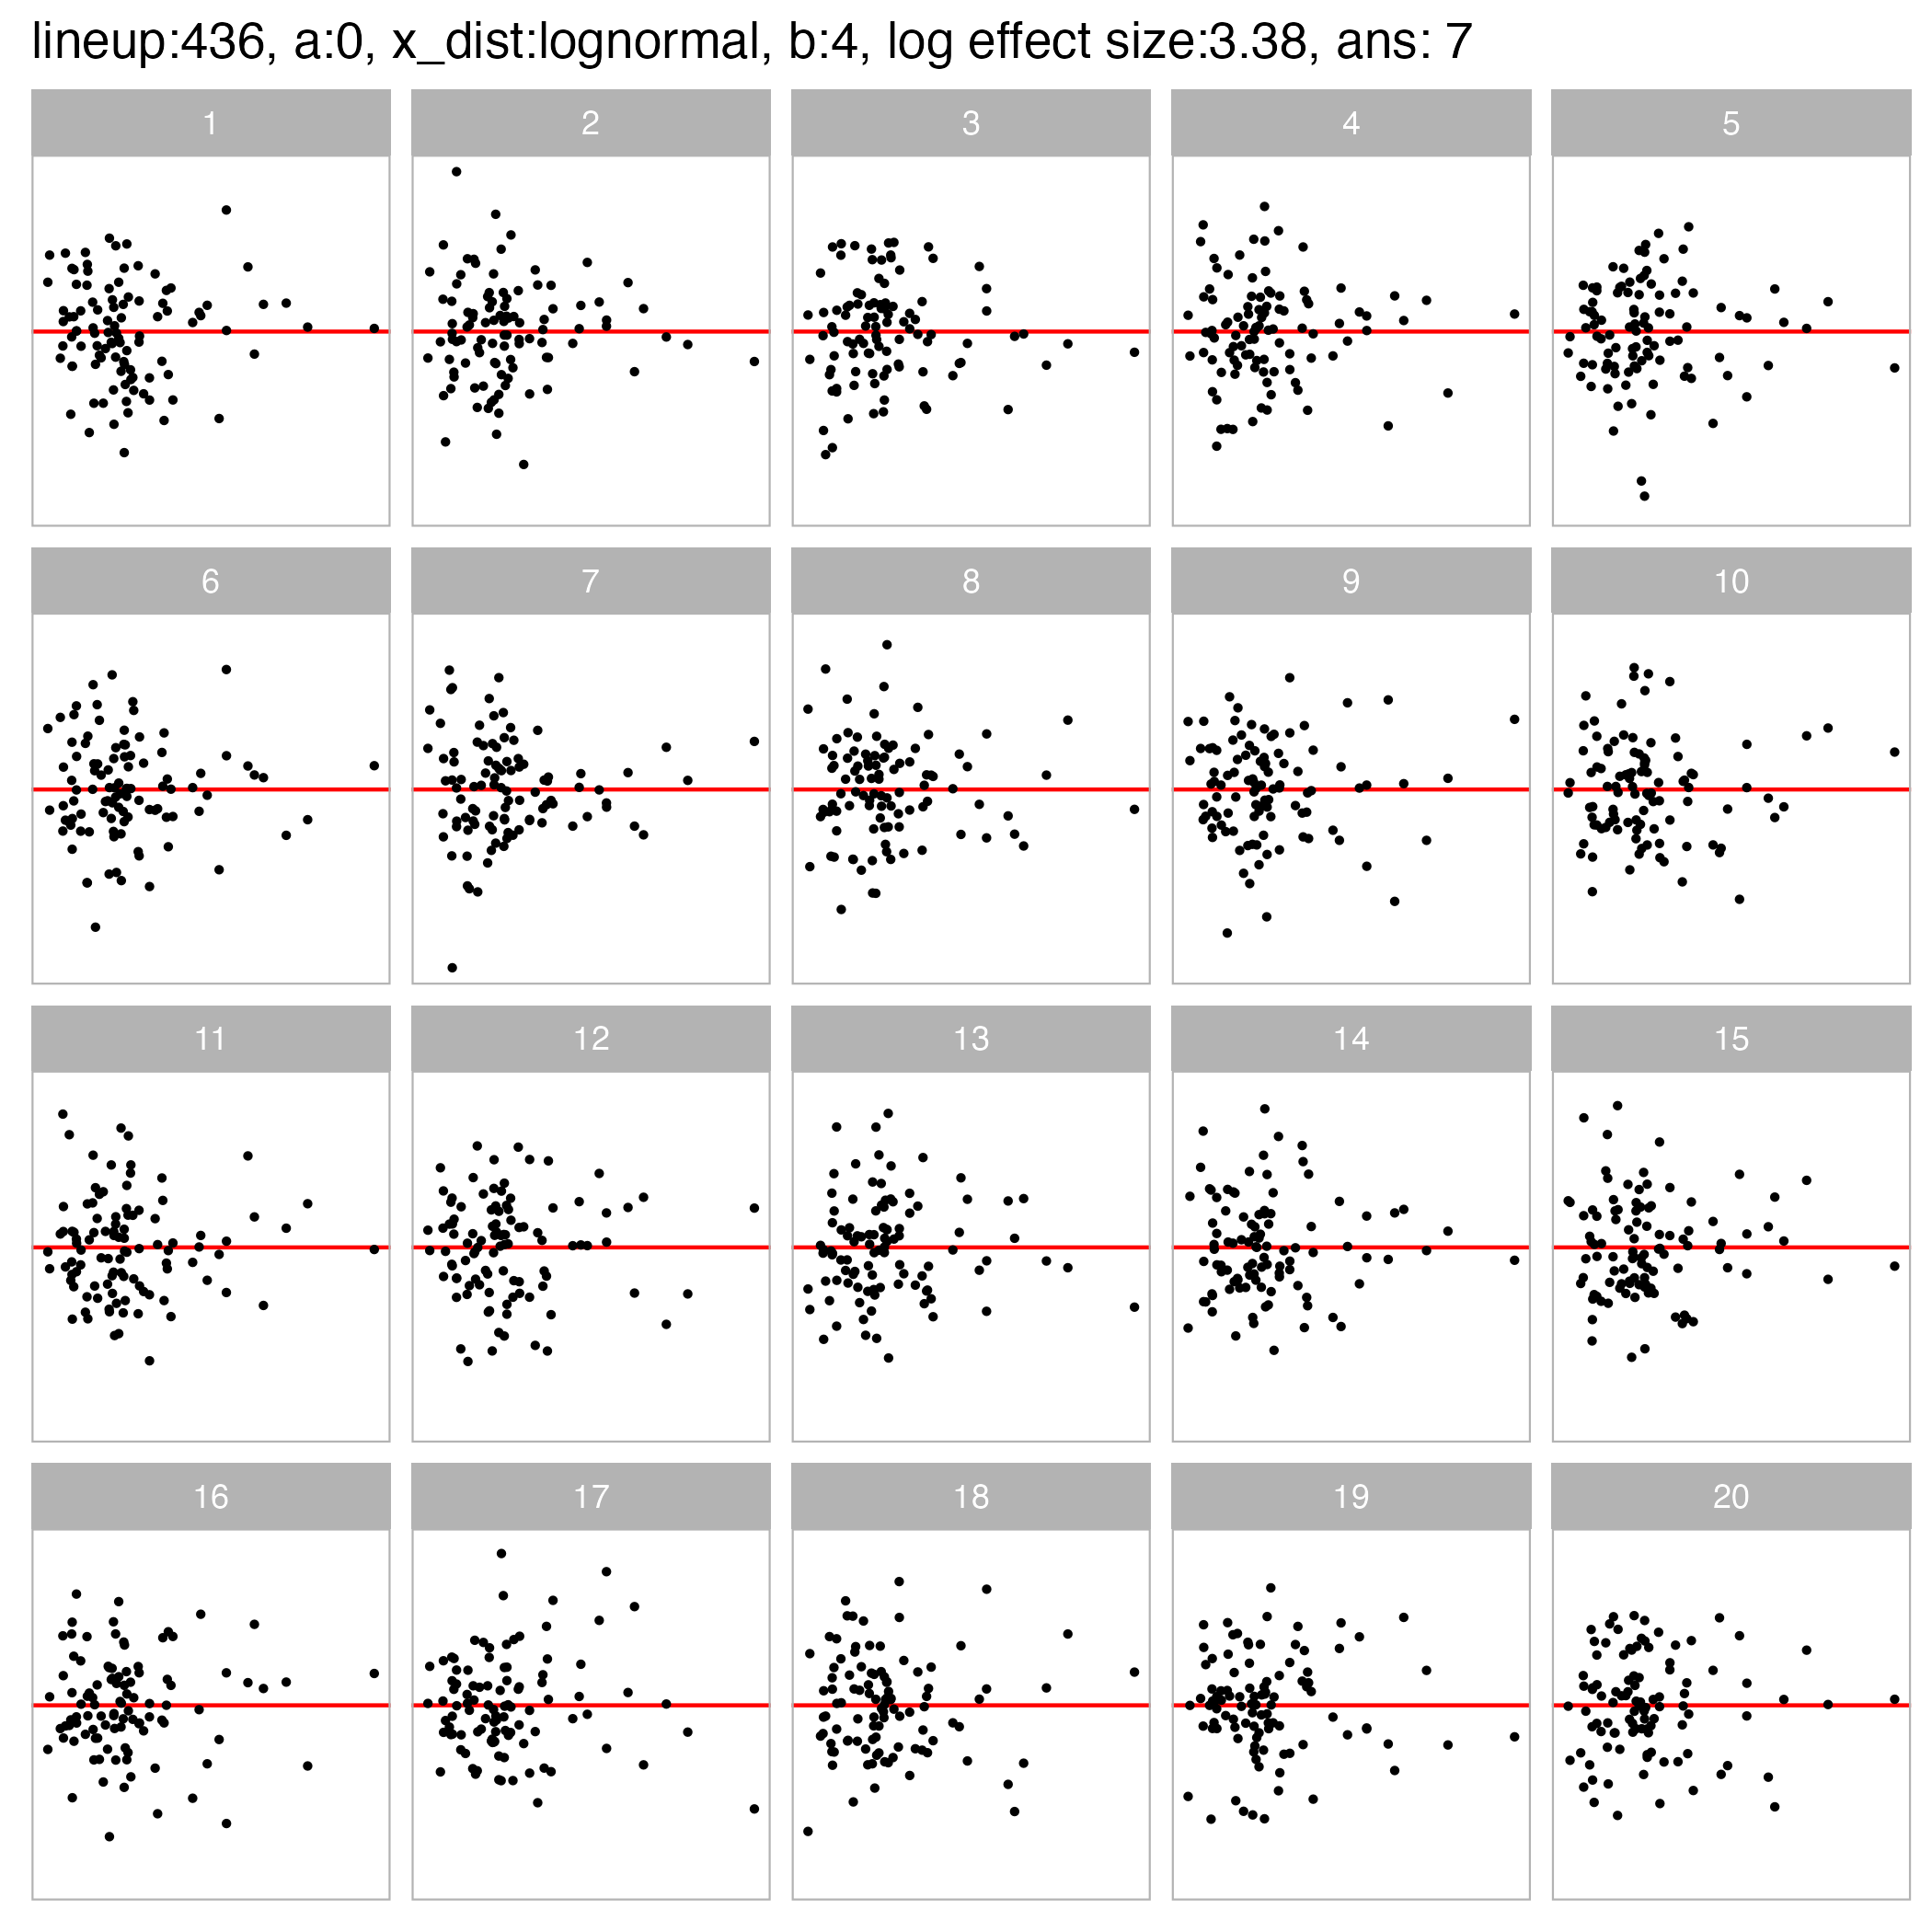 lineup:436, a:0, x_dist:lognormal, b:4, log effect size:3.38, ans: 7
1 2 3 4 5
6 7 8 9 10
11 12 13 14 15
16 17 18 19 20